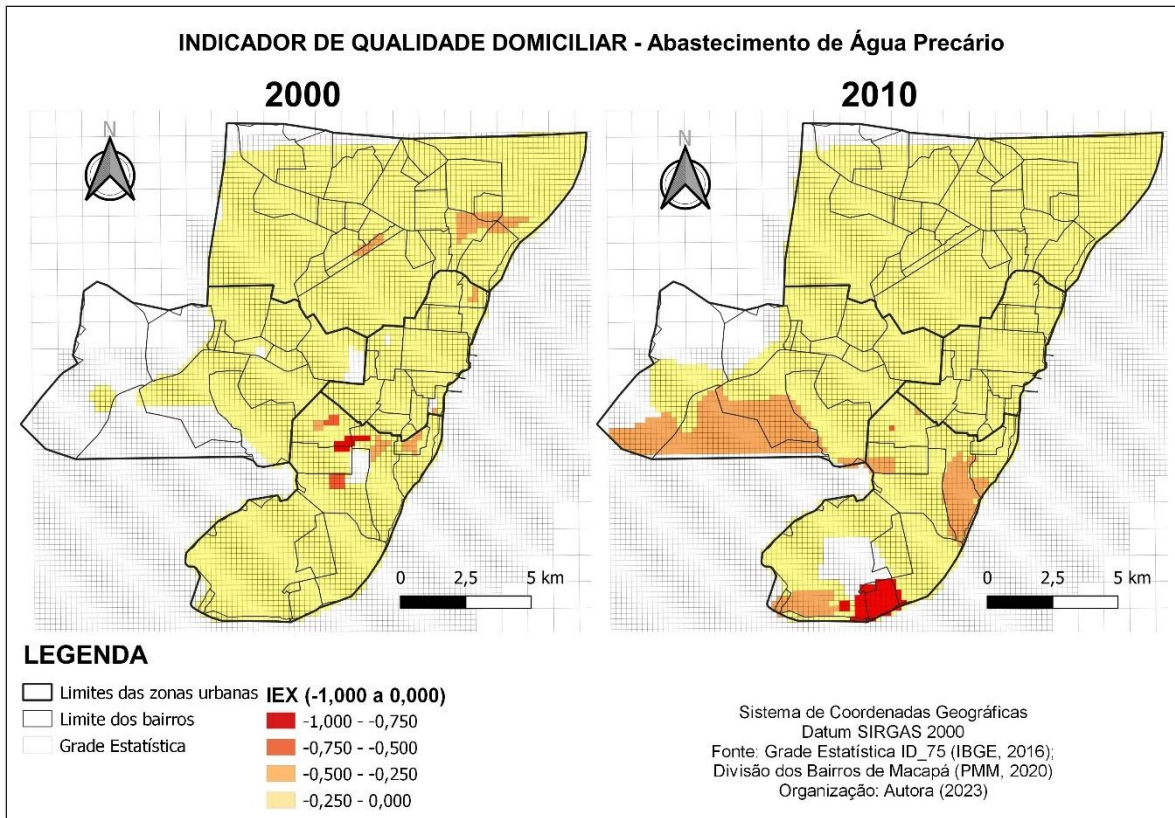 INDICADOR DE QUALIDADE DOMICILIAR - Abastecimento de Água Precário
2000
2010
N
N
0 2,5 5 km
0 2,5 5 km
LEGENDA
Limites das zonas urbanas
Limite dos bairros
Grade Estatística
IEX (-1,000 a 0,000)
-1,000 - -0,750
-0,750 - -0,500
-0,500 - -0,250
-0,250 - 0,000
Sistema de Coordenadas Geográficas
Datum SIRGAS 2000
Fonte: Grade Estatística ID_75 (IBGE, 2016);
Divisão dos Bairros de Macapá (PMM, 2020)
Organização: Autora (2023)